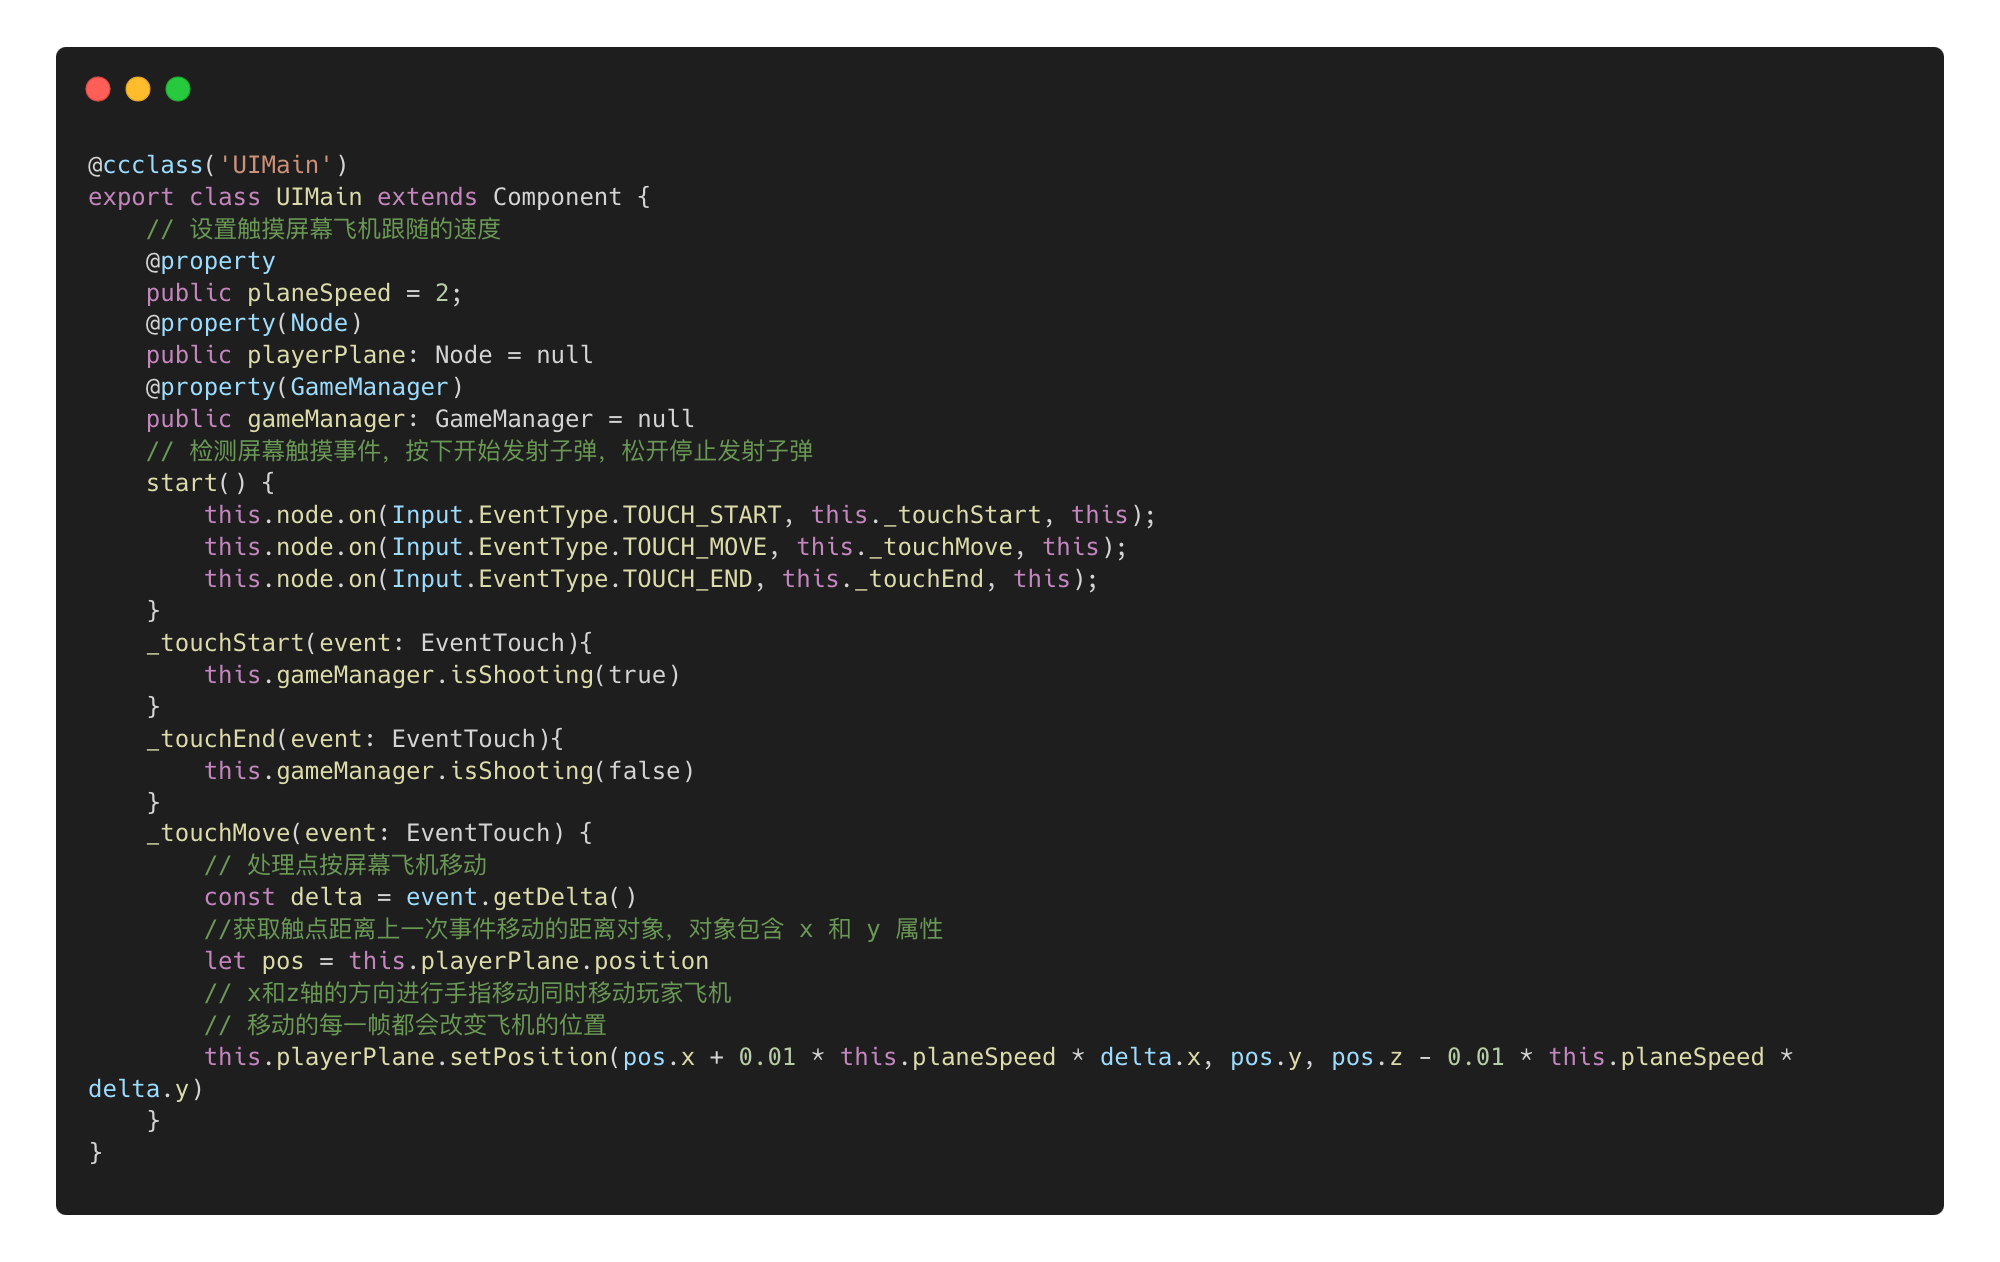 @ccclass('UIMain')
export class UIMain extends Component {
    // 设置触摸屏幕飞机跟随的速度
    @property
    public planeSpeed = 2;
    @property(Node)
    public playerPlane: Node = null
    @property(GameManager)
    public gameManager: GameManager = null
    // 检测屏幕触摸事件，按下开始发射子弹，松开停止发射子弹
    start() {
        this.node.on(Input.EventType.TOUCH_START, this._touchStart, this);
        this.node.on(Input.EventType.TOUCH_MOVE, this._touchMove, this);
        this.node.on(Input.EventType.TOUCH_END, this._touchEnd, this);
    }
    _touchStart(event: EventTouch){
        this.gameManager.isShooting(true)
    }
    _touchEnd(event: EventTouch){
        this.gameManager.isShooting(false)
    }
    _touchMove(event: EventTouch) {
        // 处理点按屏幕飞机移动
        const delta = event.getDelta()
        //获取触点距离上一次事件移动的距离对象，对象包含 x 和 y 属性
        let pos = this.playerPlane.position
        // x和z轴的方向进行手指移动同时移动玩家飞机
        // 移动的每一帧都会改变飞机的位置
        this.playerPlane.setPosition(pos.x + 0.01 * this.planeSpeed * delta.x, pos.y, pos.z - 0.01 * this.planeSpeed *
delta.y)
    }
}